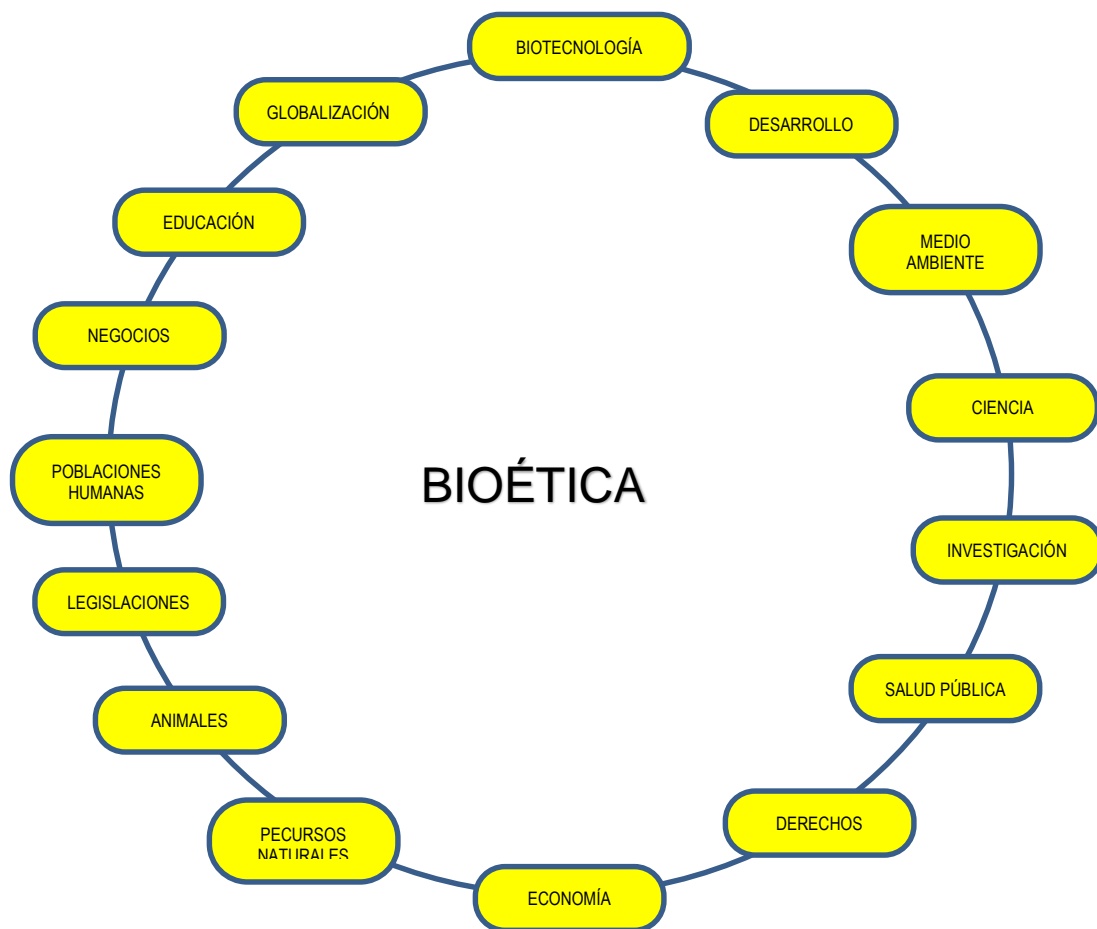 BIOTECNOLOGÍA
DESARROLLO
MEDIO
AMBIENTE
CIENCIA
INVESTIGACIÓN
SALUD PÚBLICA
DERECHOS
ECONOMÍA
PECURSOS
NATURALES
ANIMALES
LEGISLACIONES
POBLACIONES
HUMANAS
NEGOCIOS
EDUCACIÓN
GLOBALIZACIÓN
BIOÉTICA